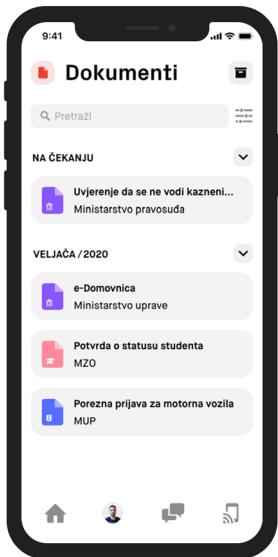 9:41
Dokumenti
Pretraži
NA ČEKANJU
Uvjerenje da se ne vodi kazneni...
Ministarstvo pravosuđa
VELJAČA/2020
e-Domovnica
Ministarstvo uprave
Potvrda o statusu studenta
MZO
Porezna prijava za motorna vozila
MUP